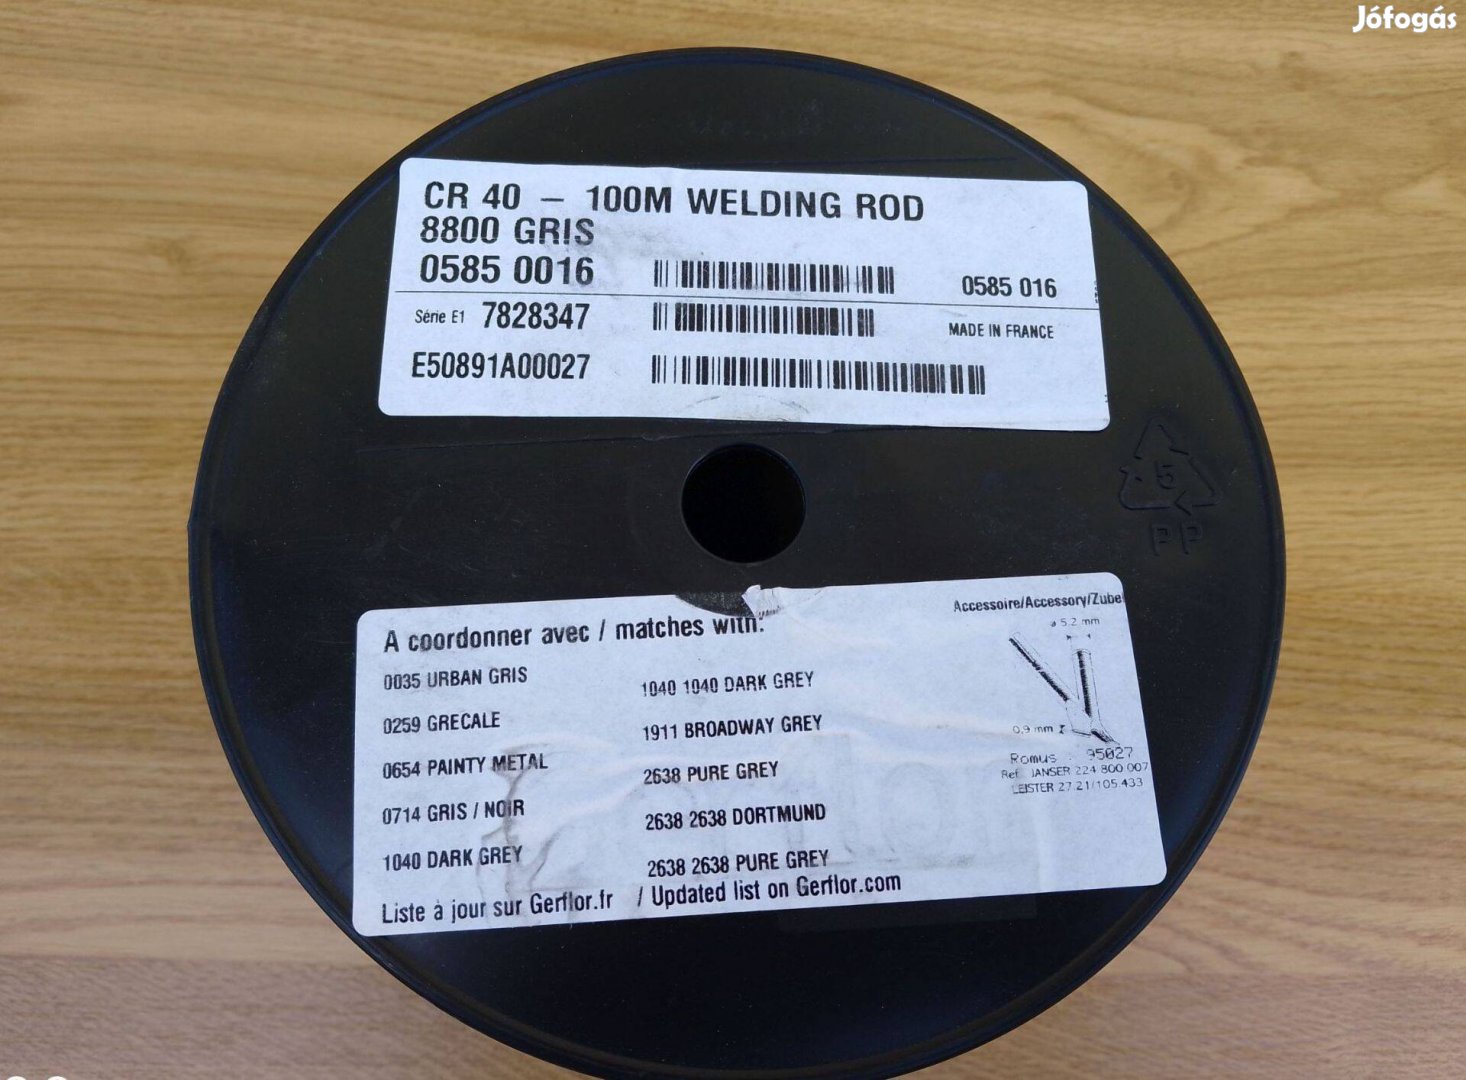 Jófogás
CR 40 – 100M WELDING ROD
8800 GRIS
0585 0016
0585 016
Série E1 7828347
MADE IN FRANCE
E50891A00027
5
PP
A coordonner avec / matches with:
0035 URBAN GRIS
0259 GRECALE
0654 PAINTY METAL
0714 GRIS / NOIR
1040 DARK GREY
1040 1040 DARK GREY
1911 BROADWAY GREY
2638 PURE GREY
2638 2638 DORTMUND
2638 2638 PURE GREY
Liste à jour sur Gerflor.fr / Updated list on Gerflor.com
Accessoire/Accessory/Zube
ø 5.2 mm
0,9 mm
Romus : 95027
Ref. JANSER 224 800 007
LEISTER 27 21/105 433